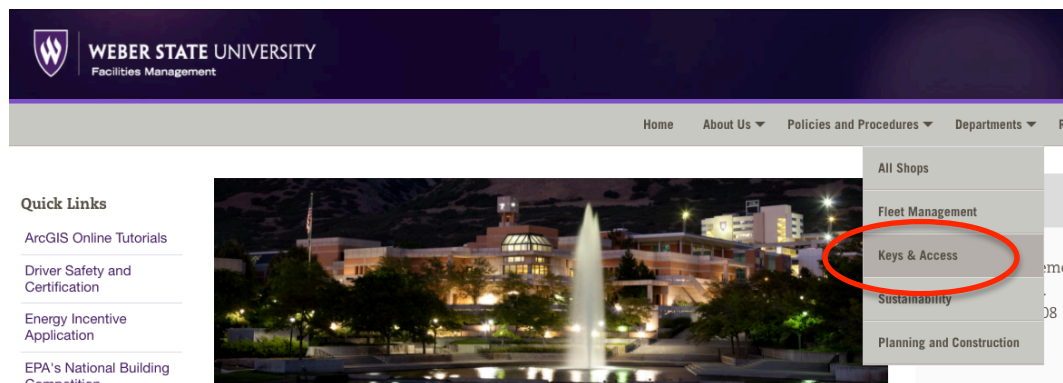 WEBER STATE UNIVERSITY
Facilities Management
Home About Us Policies and Procedures Departments
All Shops
Fleet Management
Keys & Access
Sustainability
Planning and Construction
Quick Links
ArcGIS Online Tutorials
Driver Safety and
Certification
Energy Incentive
Application
EPA's National Building